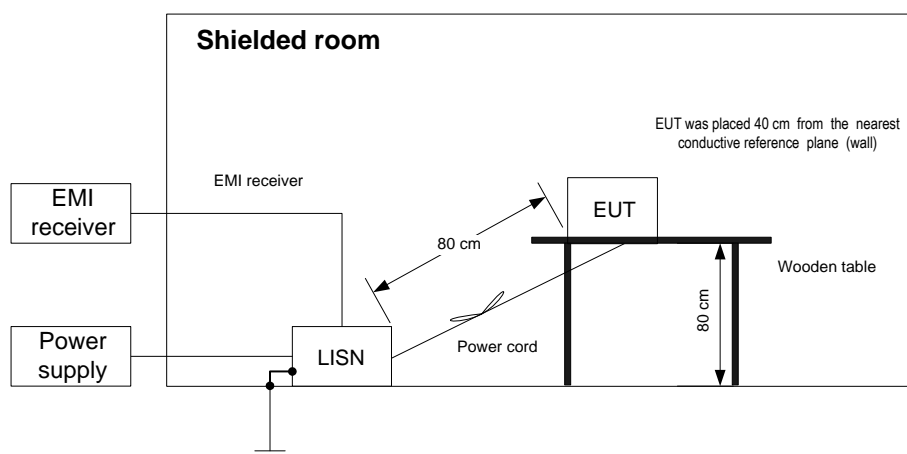 Shielded room
EUT was placed 40 cm from the nearest
conductive reference plane (wall)
EMI receiver
EMI
receiver
EUT
80 cm
Wooden table
80 cm
Power cord
LISN
Power
supply